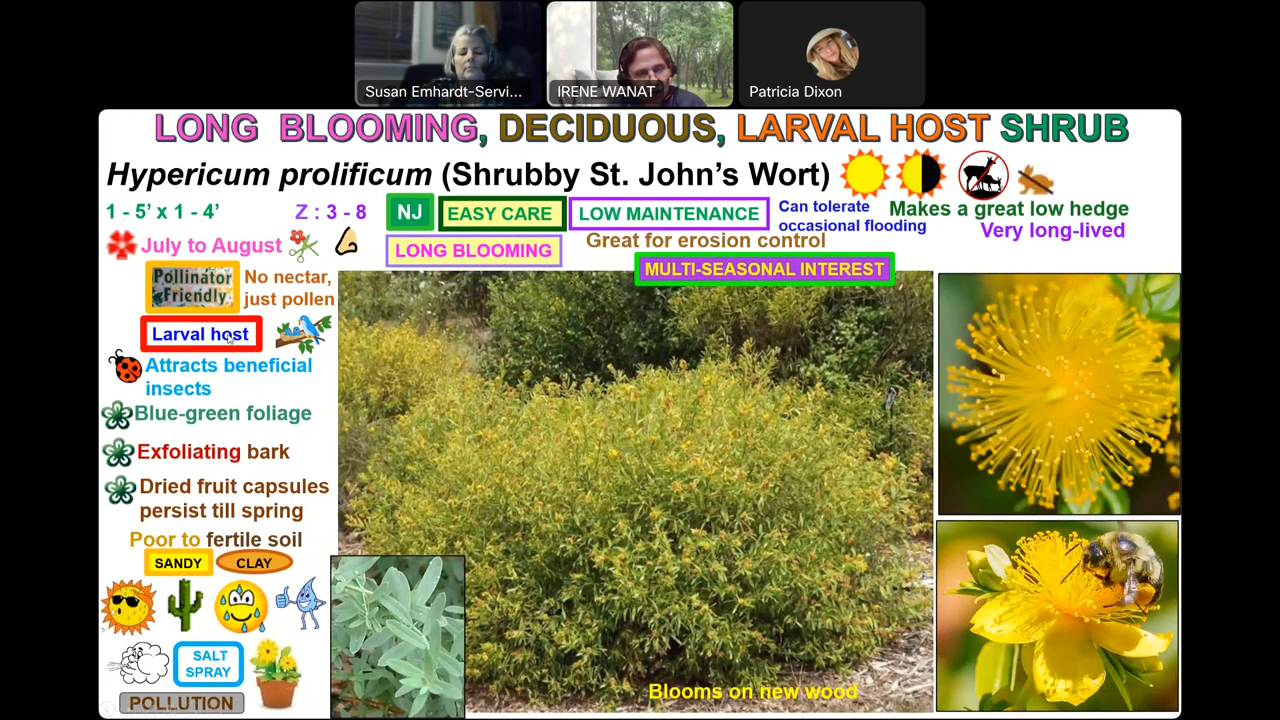 Susan Emhardt-Servi...
IRENE WANAT
Patricia Dixon
LONG BLOOMING, DECIDUOUS, LARVAL HOST SHRUB
Hypericum prolificum (Shrubby St. John's Wort)
1 - 5' x 1 - 4'
Z : 3 - 8
NJ
EASY CARE
LOW MAINTENANCE
Can tolerate
occasional flooding
Makes a great low hedge
Very long-lived
July to August
LONG BLOOMING
Great for erosion control
MULTI-SEASONAL INTEREST
Pollinator
Friendly
No nectar,
just pollen
Larval host
Attracts beneficial
insects
Blue-green foliage
Exfoliating bark
Dried fruit capsules
persist till spring
Poor to fertile soil
SANDY
CLAY
SALT
SPRAY
POLLUTION
Blooms on new wood